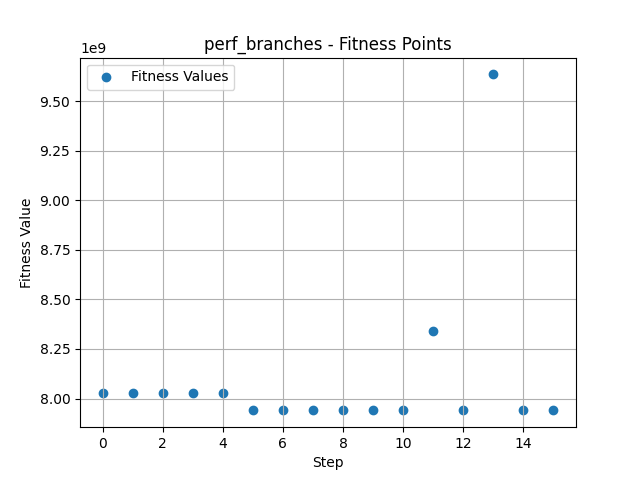 perf_branches - Fitness Points
1e9
Fitness Values
9.50
9.25
9.00
8.75
8.50
8.25
8.00
Fitness Value
0 2 4 6 8 10 12 14
Step